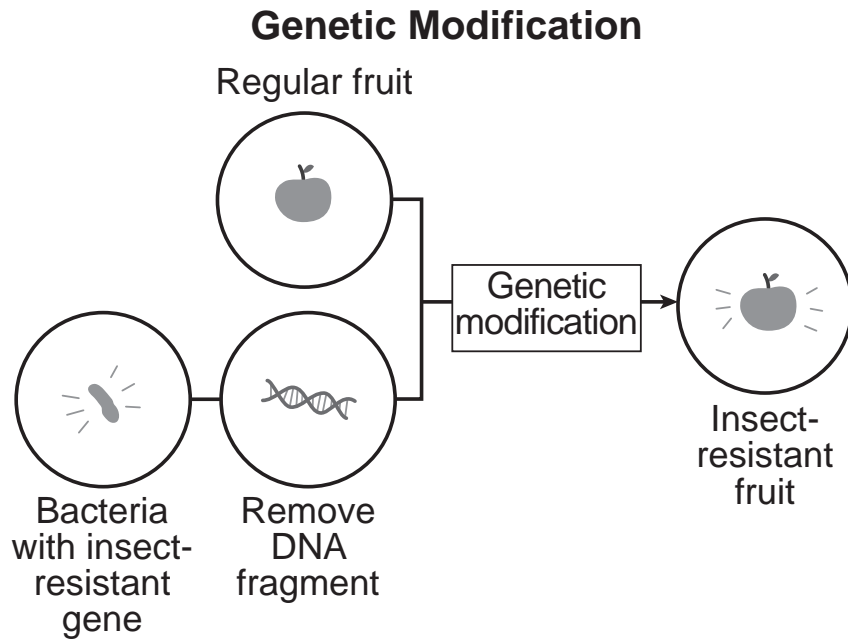 Genetic Modification
Regular fruit
Genetic
modification
Bacteria
with insect-
resistant
gene
Remove
DNA
fragment
Insect-
resistant
fruit